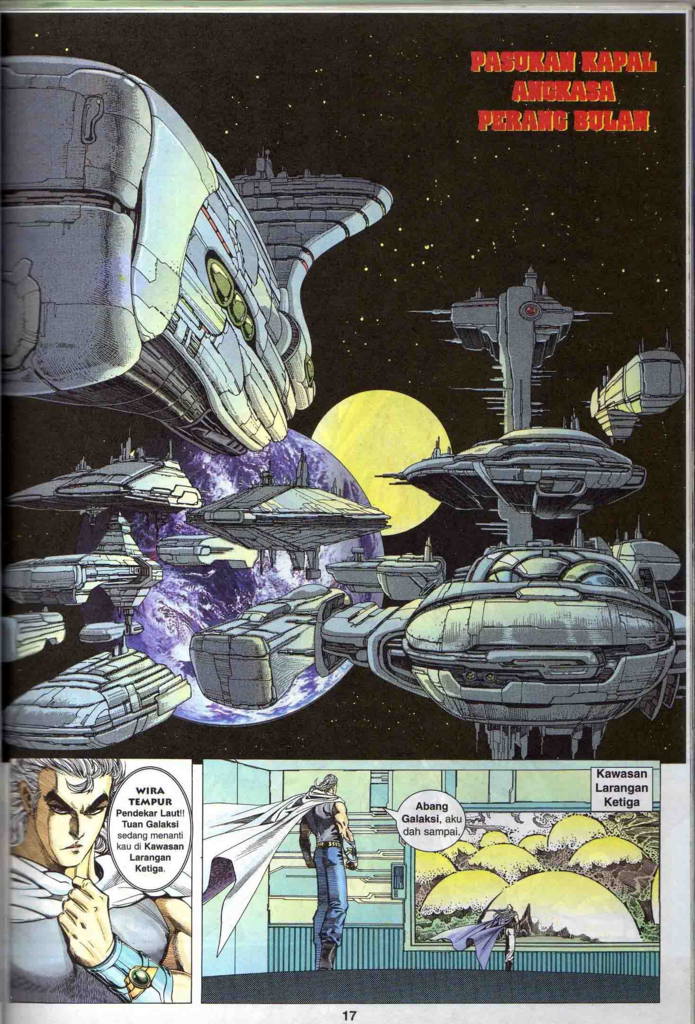 PASUKAN KAPAL
ANGKASA
PERANG BULAN
WIRA
TEMPUR
Pendekar Laut!!
Tuan Galaksi
sedang menanti
kau di Kawasan
Larangan
Ketiga.
Kawasan
Larangan
Ketiga
Abang
Galaksi, aku
dah sampai.
17